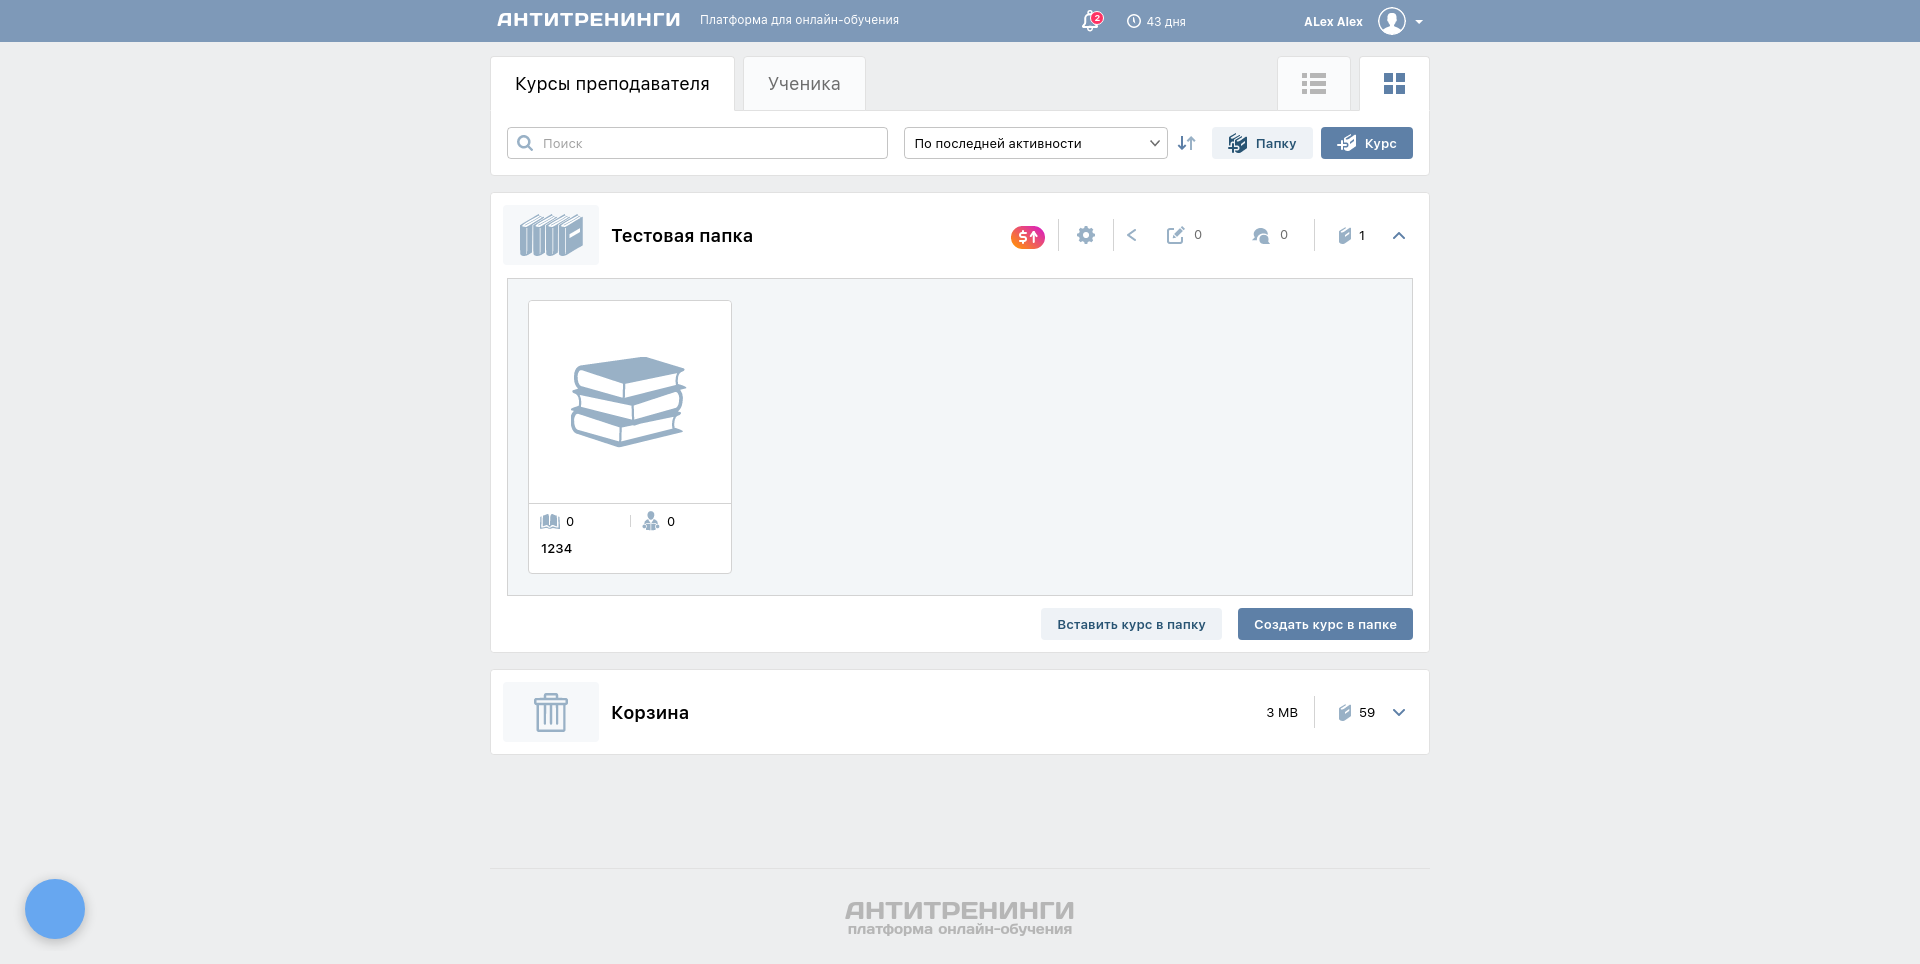 АНТИТРЕНИНГИ Платформа для онлайн-обучения 2 43 дня ALex Alex
Курсы преподавателя Ученика
Поиск По последней активности Папку Курс
Тестовая папка $ 0 0 1
0 0
1234
Вставить курс в папку Создать курс в папке
Корзина 3 MB 59
АНТИТРЕНИНГИ
платформа онлайн-обучения